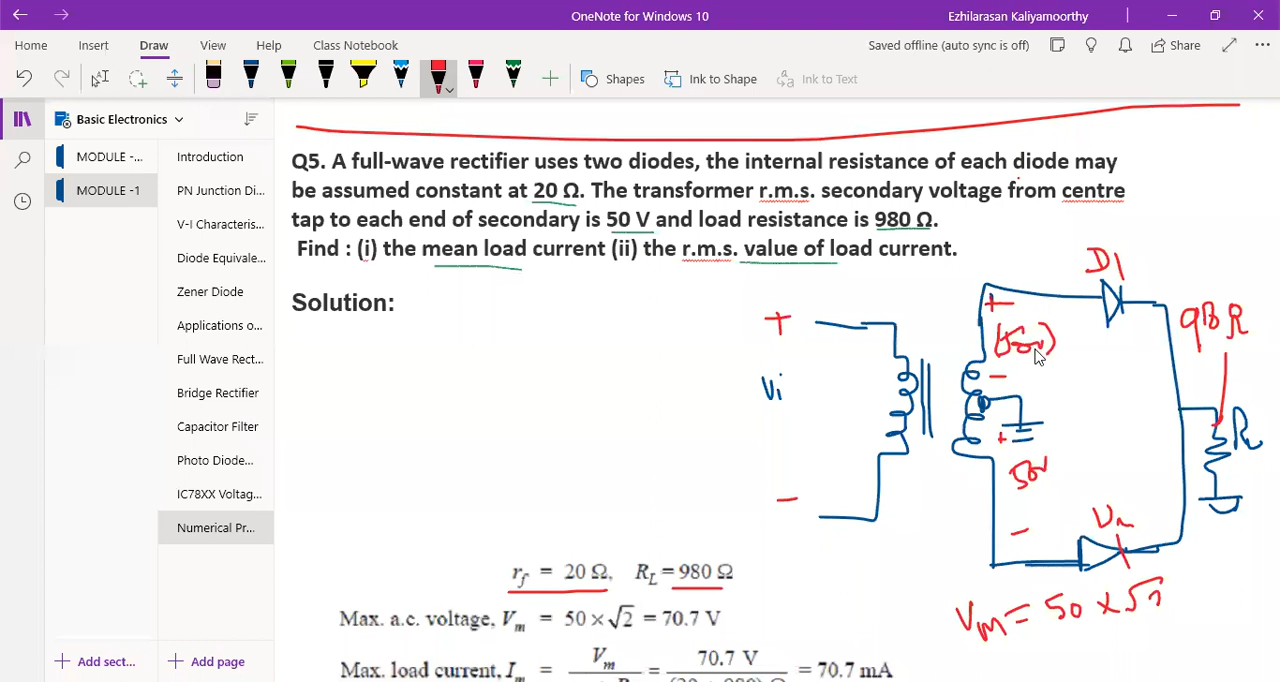 OneNote for Windows 10
Ezhilarasan Kaliyamoorthy
Home Insert Draw View Help Class Notebook
Saved offline (auto sync is off)
Share
Shapes
Ink to Shape
Ink to Text
Basic Electronics
MODULE -...
MODULE -1
Introduction
PN Junction Di...
V-I Characteris...
Diode Equivale...
Zener Diode
Applications o...
Full Wave Rect...
Bridge Rectifier
Capacitor Filter
Photo Diode...
IC78XX Voltag...
Numerical Pr...
Add sect...
Add page
Q5. A full-wave rectifier uses two diodes, the internal resistance of each diode may
be assumed constant at 20 Ω. The transformer r.m.s. secondary voltage from centre
tap to each end of secondary is 50 V and load resistance is 980 Ω.
Find : (i) the mean load current (ii) the r.m.s. value of load current.
Solution:
D1
+
+
(50V)
-
Vi
RL
+
50V
-
-
Vm = 50 × √2
r_f = 20 Ω, R_L = 980 Ω
Max. a.c. voltage, V_m = 50 × √2 = 70.7 V
Max. load current, I_m = V_m = 70.7 V = 70.7 mA